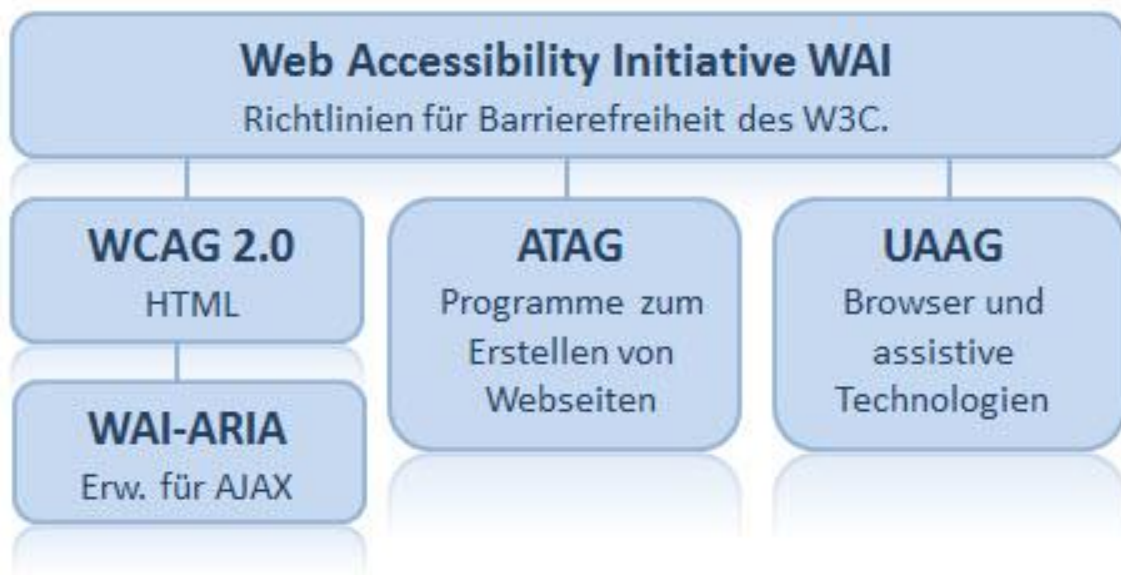 Web Accessibility Initiative WAI
Richtlinien für Barrierefreiheit des W3C.
WCAG 2.0
HTML
WAI-ARIA
Erw. für AJAX
ATAG
Programme zum
Erstellen von
Webseiten
UAAG
Browser und
assistive
Technologien